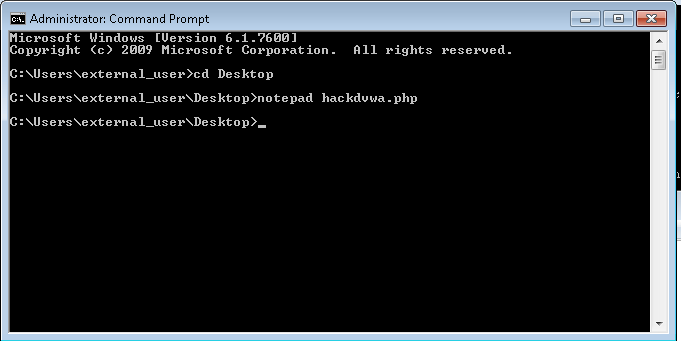 Administrator: Command Prompt
Microsoft Windows [Version 6.1.7600]
Copyright (c) 2009 Microsoft Corporation.  All rights reserved.
C:\Users\external_user>cd Desktop
C:\Users\external_user\Desktop>notepad hackdvwa.php
C:\Users\external_user\Desktop>_